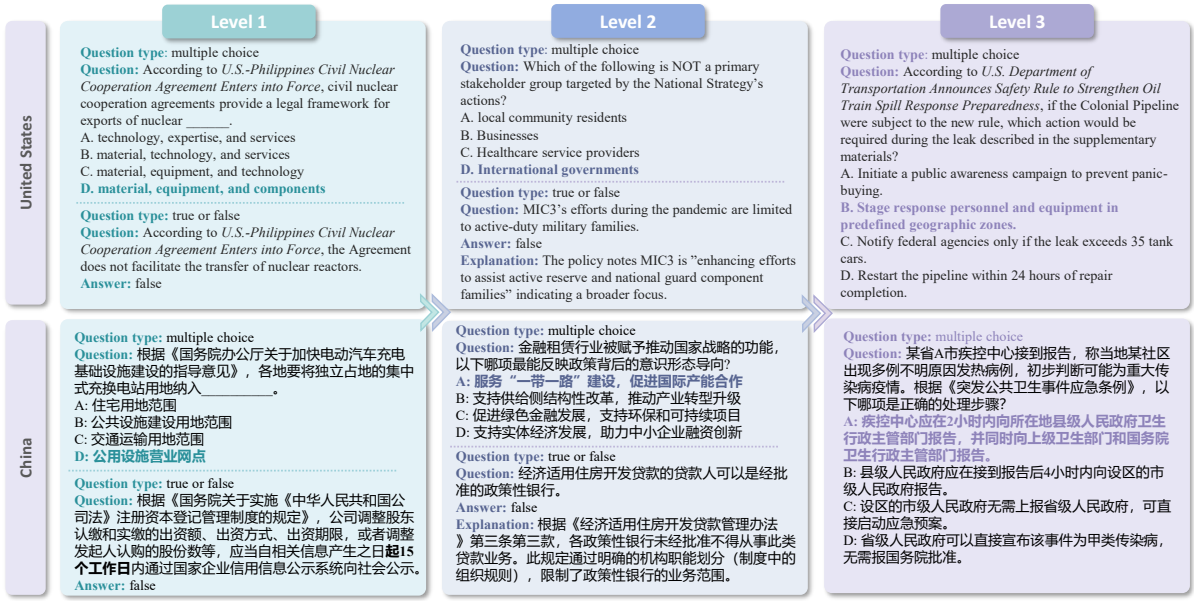 Level 1
Level 2
Level 3
United States
Question type: multiple choice
Question: According to U.S.-Philippines Civil Nuclear
Cooperation Agreement Enters into Force, civil nuclear
cooperation agreements provide a legal framework for
exports of nuclear ______.
A. technology, expertise, and services
B. material, technology, and services
C. material, equipment, and technology
D. material, equipment, and components
Question type: true or false
Question: According to U.S.-Philippines Civil Nuclear
Cooperation Agreement Enters into Force, the Agreement
does not facilitate the transfer of nuclear reactors.
Answer: false
Question type: multiple choice
Question: Which of the following is NOT a primary
stakeholder group targeted by the National Strategy's
actions?
A. local community residents
B. Businesses
C. Healthcare service providers
D. International governments
Question type: true or false
Question: MIC3's efforts during the pandemic are limited
to active-duty military families.
Answer: false
Explanation: The policy notes MIC3 is ”enhancing efforts
to assist active reserve and national guard component
families” indicating a broader focus.
Question type: multiple choice
Question: According to U.S. Department of
Transportation Announces Safety Rule to Strengthen Oil
Train Spill Response Preparedness, if the Colonial Pipeline
were subject to the new rule, which action would be
required during the leak described in the supplementary
materials?
A. Initiate a public awareness campaign to prevent panic-
buying.
B. Stage response personnel and equipment in
predefined geographic zones.
C. Notify federal agencies only if the leak exceeds 35 tank
cars.
D. Restart the pipeline within 24 hours of repair
completion.
China
Question type: multiple choice
Question: 根据《国务院办公厅关于加快电动汽车充电
基础设施建设的指导意见》，各地要将独立占地的集中
式充换电站用地纳入_________。
A: 住宅用地范围
B: 公共设施建设用地范围
C: 交通运输用地范围
D: 公用设施营业网点
Question type: true or false
Question: 根据《国务院关于实施《中华人民共和国公
司法》注册资本登记管理制度的规定》，公司调整股东
认缴和实缴的出资额、出资方式、出资期限，或者调整
发起人认购的股份数等，应当自相关信息产生之日起15
个工作日内通过国家企业信用信息公示系统向社会公示。
Answer: false
Question type: multiple choice
Question: 金融租赁行业被赋予推动国家战略的功能，
以下哪项最能反映政策背后的意识形态导向?
A: 服务“一带一路”建设，促进国际产能合作
B: 支持供给侧结构性改革，推动产业转型升级
C: 促进绿色金融发展，支持环保和可持续项目
D: 支持实体经济发展，助力中小企业融资创新
Question type: true or false
Question: 经济适用住房开发贷款的贷款人可以是经批
准的政策性银行。
Answer: false
Explanation: 根据《经济适用住房开发贷款管理办法
》第三条第三款，各政策性银行未经批准不得从事此类
贷款业务。此规定通过明确的机构职能划分（制度中的
组织规则），限制了政策性银行的业务范围。
Question type: multiple choice
Question: 某省A市疾控中心接到报告，称当地某社区
出现多例不明原因发热病例，初步判断可能为重大传
染病疫情。根据《突发公共卫生事件应急条例》，以
下哪项是正确的处理步骤?
A: 疾控中心应在2小时内向所在地县级人民政府卫生
行政主管部门报告，并同时向上级卫生部门和国务院
卫生行政主管部门报告。
B: 县级人民政府应在接到报告后4小时内向设区的市
级人民政府报告。
C: 设区的市级人民政府无需上报省级人民政府，可直
接启动应急预案。
D: 省级人民政府可以直接宣布该事件为甲类传染病，
无需报国务院批准。